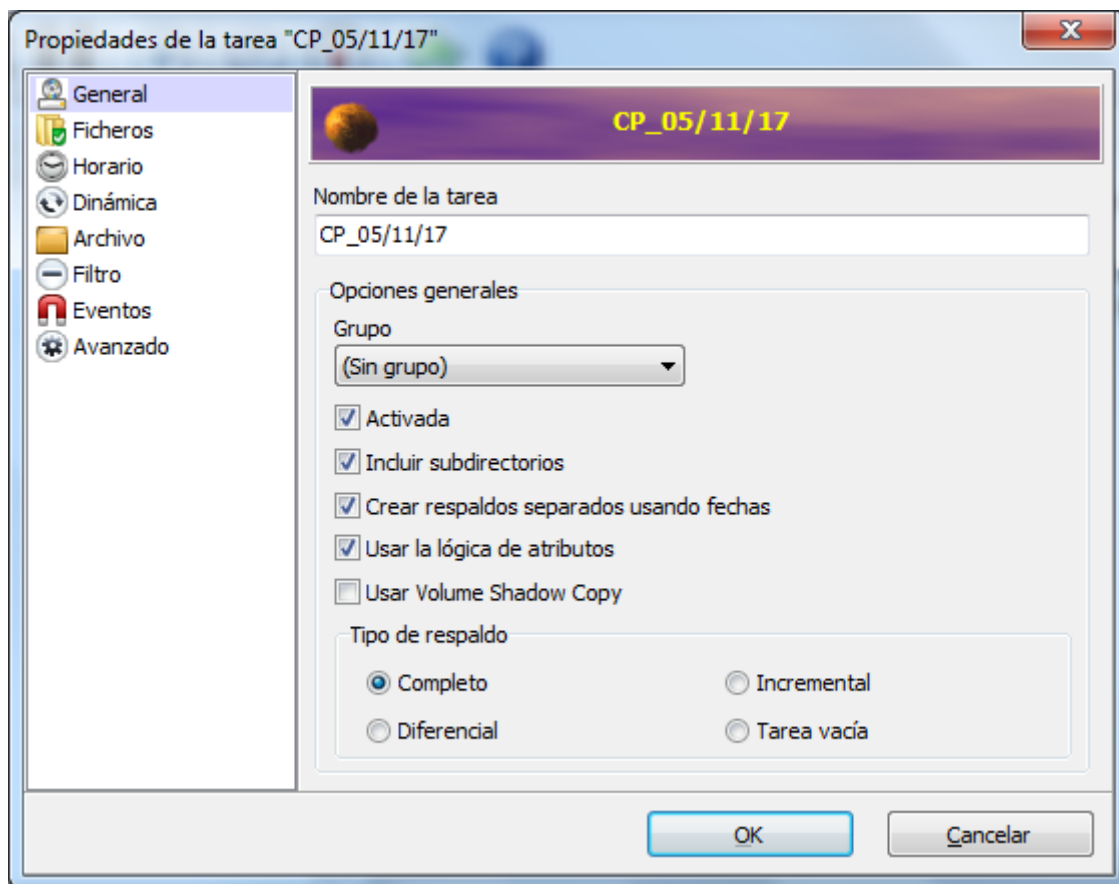 Propiedades de la tarea "CP_05/11/17"
General
Ficheros
Horario
Dinámica
Archivo
Filtro
Eventos
Avanzado
CP_05/11/17
Nombre de la tarea
CP_05/11/17
Opciones generales
Grupo
(Sin grupo)
Activada
Incluir subdirectorios
Crear respaldos separados usando fechas
Usar la lógica de atributos
Usar Volume Shadow Copy
Tipo de respaldo
Completo
Incremental
Diferencial
Tarea vacía
OK
Cancelar